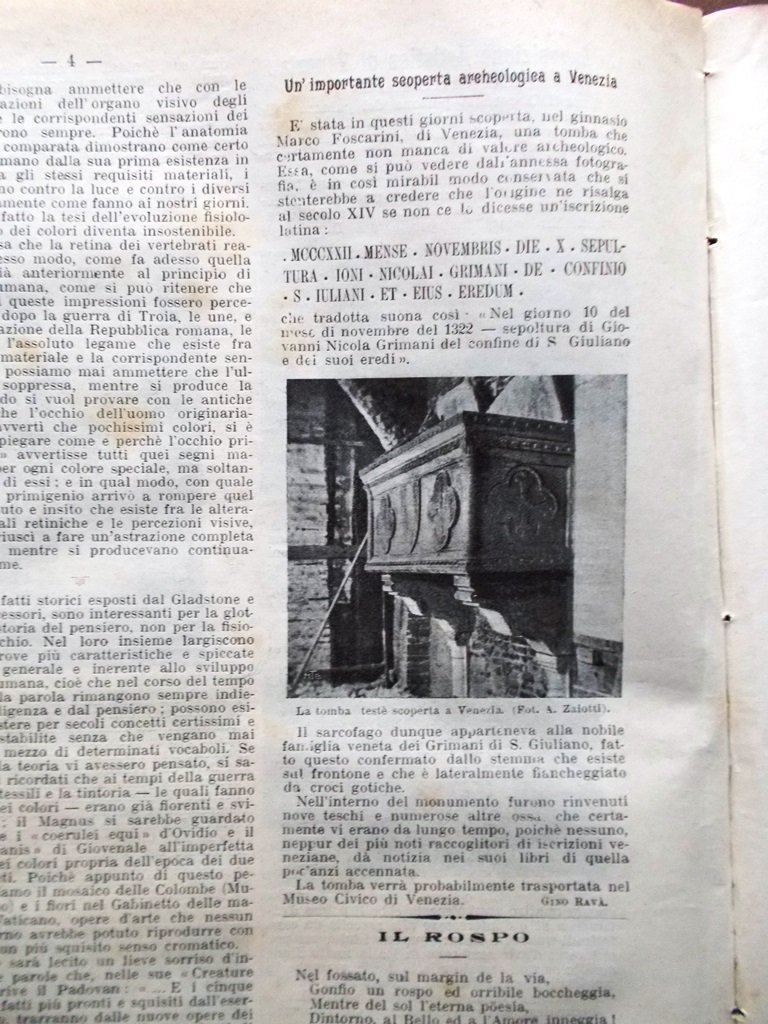 — 4 —
bisogna ammettere che con le
azioni dell'organo visivo degli
e le corrispondenti sensazioni dei
rono sempre. Poichè l'anatomia
comparata dimostrano come certo
mano dalla sua prima esistenza in
a gli stessi requisiti materiali, i
no contro la luce e contro i diversi
amente come fanno ai nostri giorni.
fatto la tesi dell'evoluzione fisiolo-
dei colori diventa insostenibile.
sa che la retina dei vertebrati rea-
esso modo, come fa adesso quella
ià anteriormente al principio di
umana, come si può ritenere che
queste impressioni fossero perce-
dopo la guerra di Troia, le une, e
azione della Repubblica romana, le
l'assoluto legame che esiste fra
materiale e la corrispondente sen-
possiamo mai ammettere che l'ul-
soppressa, mentre si produce la
do si vuol provare con le antiche
he l'occhio dell'uomo originaria-
avvertì che pochissimi colori, si è
piegare come e perchè l'occhio pri-
» avvertisse tutti quei segni ma-
per ogni colore speciale, ma soltan-
di essi; e in qual modo, con quale
primigenio arrivò a rompere quel
uto e insito che esiste fra le altera-
ali retiniche e le percezioni visive,
riuscì a fare un'astrazione completa
mentre si producevano continua-
me.
fatti storici esposti dal Gladstone e
essori, sono interessanti per la glot-
toria del pensiero, non per la fisio-
chio. Nel loro insieme largiscono
rove più caratteristiche e spiccate
generale e inerente allo sviluppo
umana, cioè che nel corso del tempo
la parola rimangono sempre indie-
ligenza e dal pensiero; possono esi-
stere per secoli concetti certissimi e
stabilite senza che vengano mai
mezzo di determinati vocaboli. Se
la teoria vi avessero pensato, si sa-
ricordati che ai tempi della guerra
tessili e la tintoria — le quali fanno
ei colori — erano già fiorenti e svi-
; il Magnus si sarebbe guardato
e i «coerulei equi» d'Ovidio e il
anis» di Giovenale all'imperfetta
ei colori propria dell'epoca dei due
ti. Poichè appunto di questo pe-
amo il mosaico delle Colombe (Mu-
o) e i fiori nel Gabinetto delle ma-
Vaticano, opere d'arte che nessun
rno avrebbe potuto riprodurre con
un più squisito senso cromatico.
sarà lecito un lieve sorriso d'in-
e parole che, nelle sue «Creature
rive il Padovan: «... E i cinque
fatti più pronti e squisiti dall'eser-
trarranno dalle nuove opere dei
Un' importante scoperta archeologica a Venezia
E' stata in questi giorni scoperta, nel ginnasio
Marco Foscarini, di Venezia, una tomba che
certamente non manca di valore archeologico.
Essa, come si può vedere dall'annessa fotogra-
fia, è in così mirabil modo conservata che si
stenterebbe a credere che l'origine ne risalga
al secolo XIV se non ce lo dicesse un'iscrizione
latina:
. MCCCXXII . MENSE · NOVEMBRIS · DIE · X · SEPUL-
TURA · IONI · NICOLAI · GRIMANI · DE · CONFINIO
· S . IULIANI · ET · EIUS · EREDUM ·
che tradotta suona così: «Nel giorno 10 del
mese di novembre del 1322 — sepoltura di Gio-
vanni Nicola Grimani del confine di S Giuliano
e dei suoi eredi».
La tomba testè scoperta a Venezia. (Fot. A. Zaiotti).
Il sarcofago dunque apparteneva alla nobile
famiglia veneta dei Grimani di S. Giuliano, fat-
to questo confermato dallo stemma che esiste
sul frontone e che è lateralmente fiancheggiato
da croci gotiche.
Nell'interno del monumento furono rinvenuti
nove teschi e numerose altre ossa che certa-
mente vi erano da lungo tempo, poichè nessuno,
neppur dei più noti raccoglitori di iscrizioni ve-
neziane, dà notizia nei suoi libri di quella
poc'anzi accennata.
La tomba verrà probabilmente trasportata nel
Museo Civico di Venezia. GINO RAVÀ.
IL ROSPO
Nel fossato, sul margin de la via,
Gonfio un rospo ed orribile boccheggia,
Mentre del sol l'eterna pöesia,
Dintorno, al Bello ed a l'Amore inneggia!